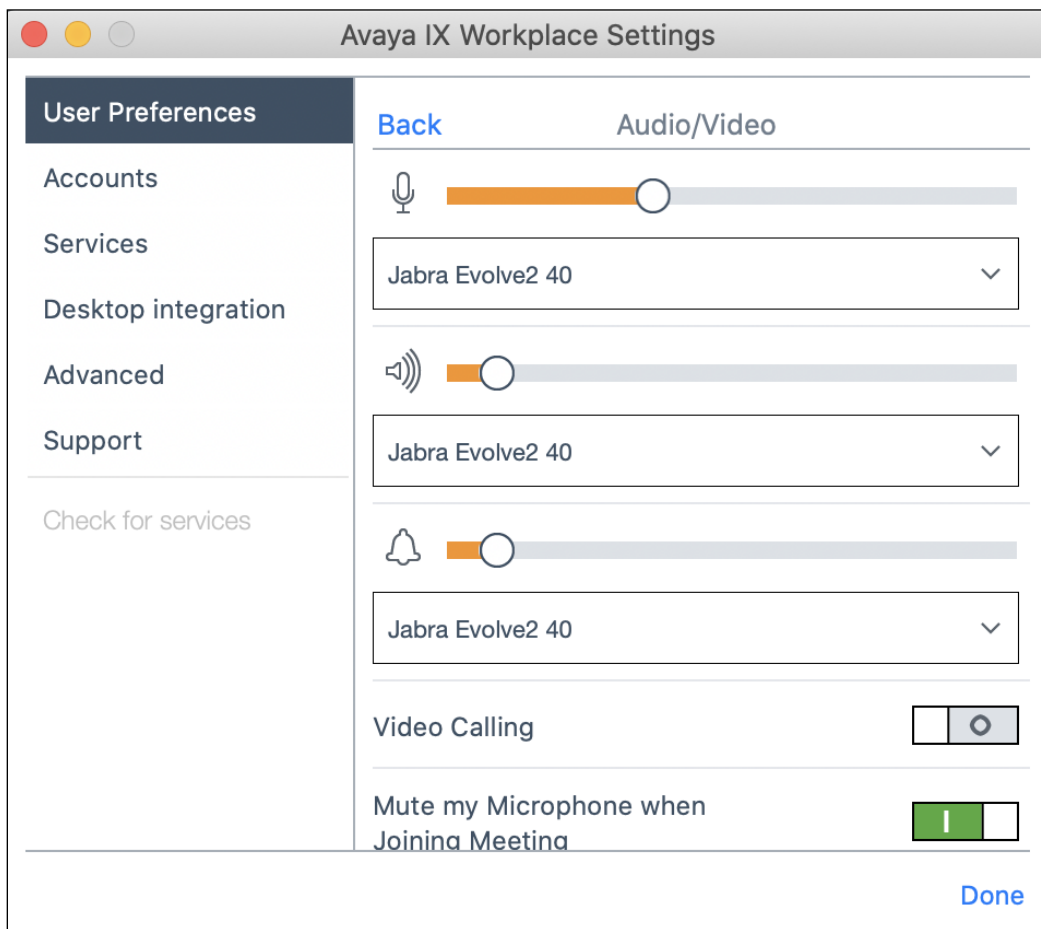 Avaya IX Workplace Settings
User Preferences
Accounts
Services
Desktop integration
Advanced
Support
Check for services
Back
Audio/Video
Jabra Evolve2 40
Jabra Evolve2 40
Jabra Evolve2 40
Video Calling
Mute my Microphone when
Joining Meeting
Done